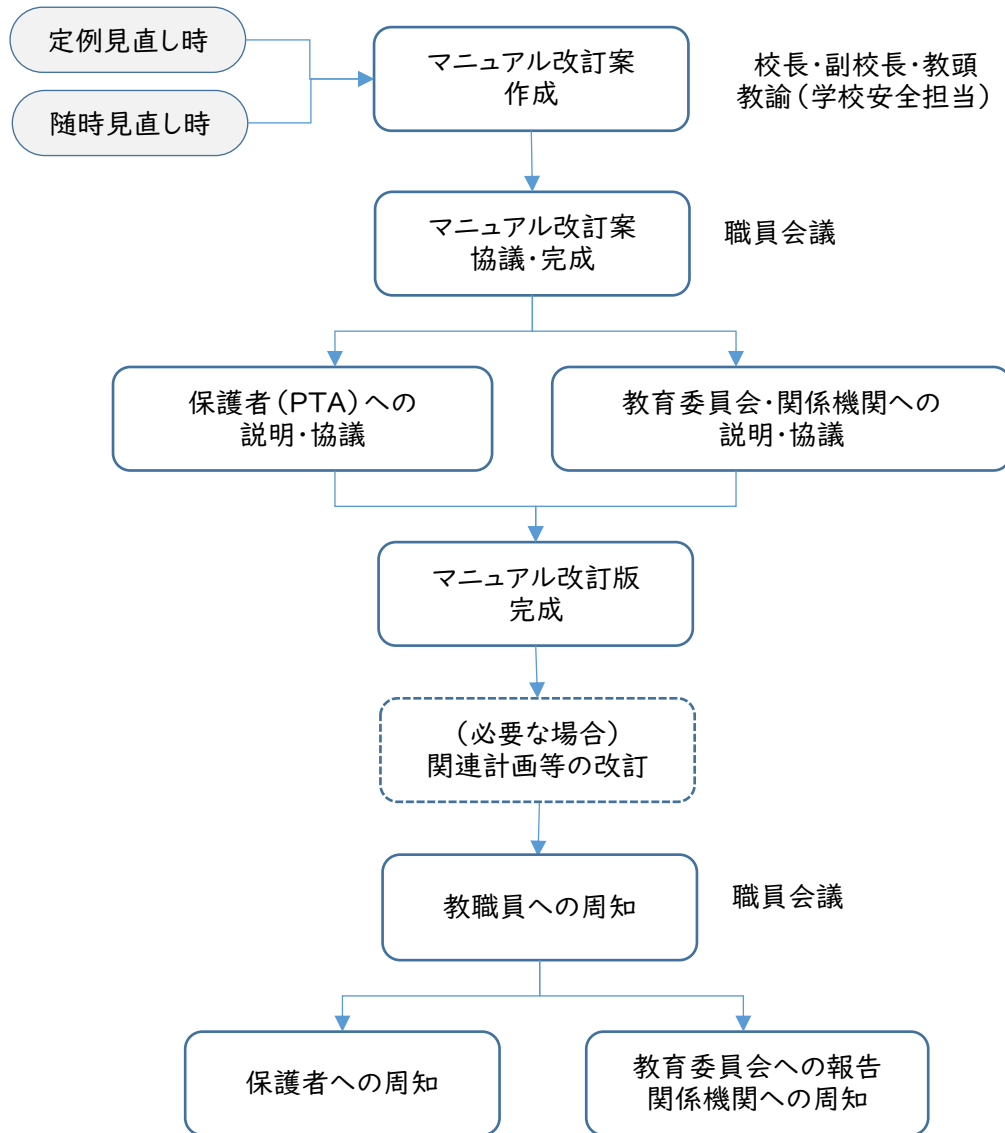 定例見直し時
随時見直し時
マニュアル改訂案
作成
校長・副校長・教頭
教諭（学校安全担当）
マニュアル改訂案
協議・完成
職員会議
保護者（PTA）への
説明・協議
教育委員会・関係機関への
説明・協議
マニュアル改訂版
完成
（必要な場合）
関連計画等の改訂
教職員への周知
職員会議
保護者への周知
教育委員会への報告
関係機関への周知